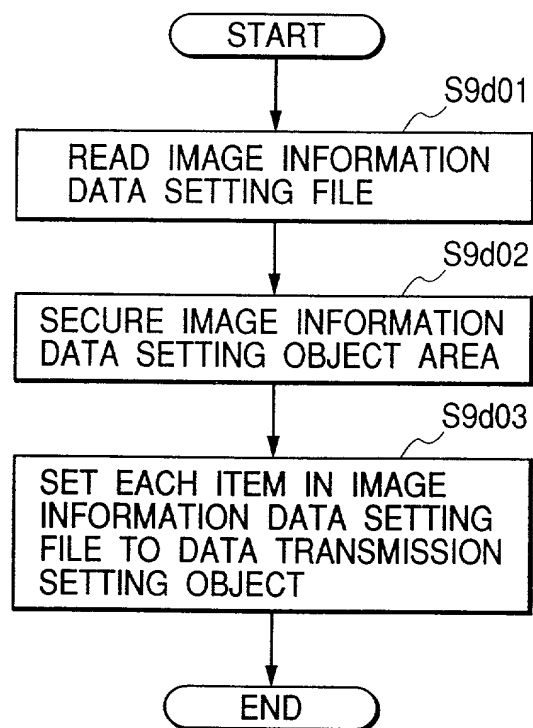 START
S9d01
READ IMAGE INFORMATION
DATA SETTING FILE
S9d02
SECURE IMAGE INFORMATION
DATA SETTING OBJECT AREA
S9d03
SET EACH ITEM IN IMAGE
INFORMATION DATA SETTING
FILE TO DATA TRANSMISSION
SETTING OBJECT
END